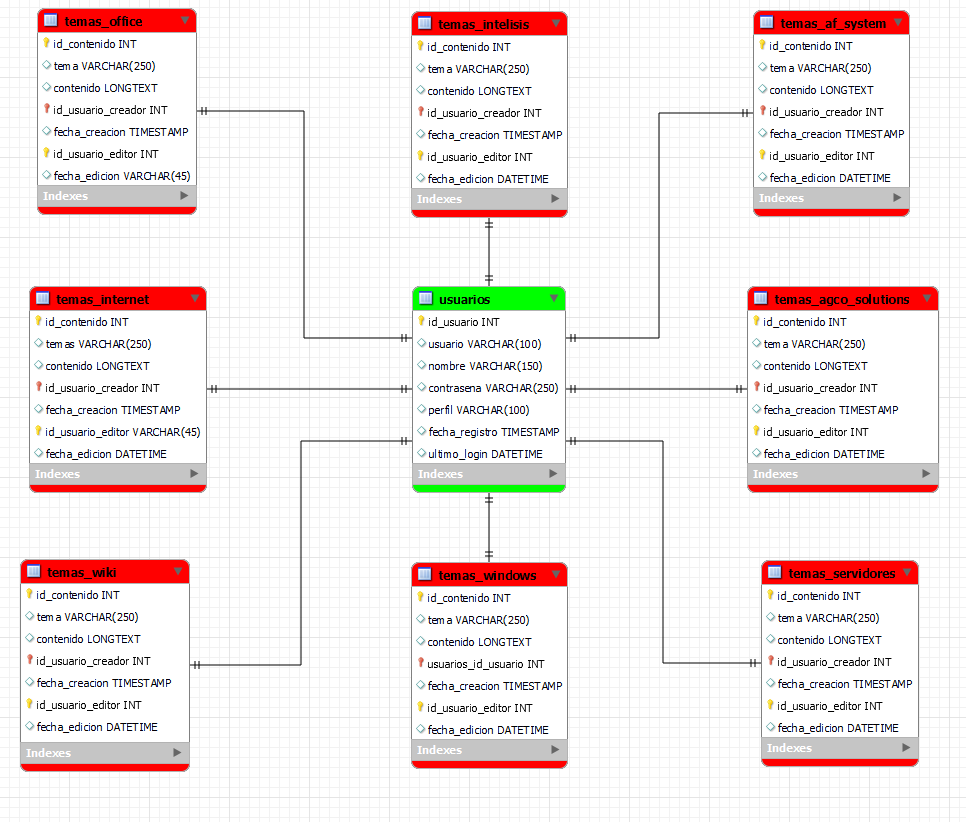 temas_office
id_contenido INT
tema VARCHAR(250)
contenido LONGTEXT
id_usuario_creador INT
fecha_creacion TIMESTAMP
id_usuario_editor INT
fecha_edicion VARCHAR(45)
Indexes
temas_intelisis
id_contenido INT
tema VARCHAR(250)
contenido LONGTEXT
id_usuario_creador INT
fecha_creacion TIMESTAMP
id_usuario_editor INT
fecha_edicion DATETIME
Indexes
temas_af_system
id_contenido INT
tema VARCHAR(250)
contenido LONGTEXT
id_usuario_creador INT
fecha_creacion TIMESTAMP
id_usuario_editor INT
fecha_edicion DATETIME
Indexes
temas_internet
id_contenido INT
temas VARCHAR(250)
contenido LONGTEXT
id_usuario_creador INT
fecha_creacion TIMESTAMP
id_usuario_editor VARCHAR(45)
fecha_edicion DATETIME
Indexes
usuarios
id_usuario INT
usuario VARCHAR(100)
nombre VARCHAR(150)
contrasena VARCHAR(250)
perfil VARCHAR(100)
fecha_registro TIMESTAMP
ultimo_login DATETIME
Indexes
temas_agco_solutions
id_contenido INT
tema VARCHAR(250)
contenido LONGTEXT
id_usuario_creador INT
fecha_creacion TIMESTAMP
id_usuario_editor INT
fecha_edicion DATETIME
Indexes
temas_wiki
id_contenido INT
tema VARCHAR(250)
contenido LONGTEXT
id_usuario_creador INT
fecha_creacion TIMESTAMP
id_usuario_editor INT
fecha_edicion DATETIME
Indexes
temas_windows
id_contenido INT
tema VARCHAR(250)
contenido LONGTEXT
usuarios_id_usuario INT
fecha_creacion TIMESTAMP
id_usuario_editor INT
fecha_edicion DATETIME
Indexes
temas_servidores
id_contenido INT
tema VARCHAR(250)
contenido LONGTEXT
id_usuario_creador INT
fecha_creacion TIMESTAMP
id_usuario_editor INT
fecha_edicion DATETIME
Indexes